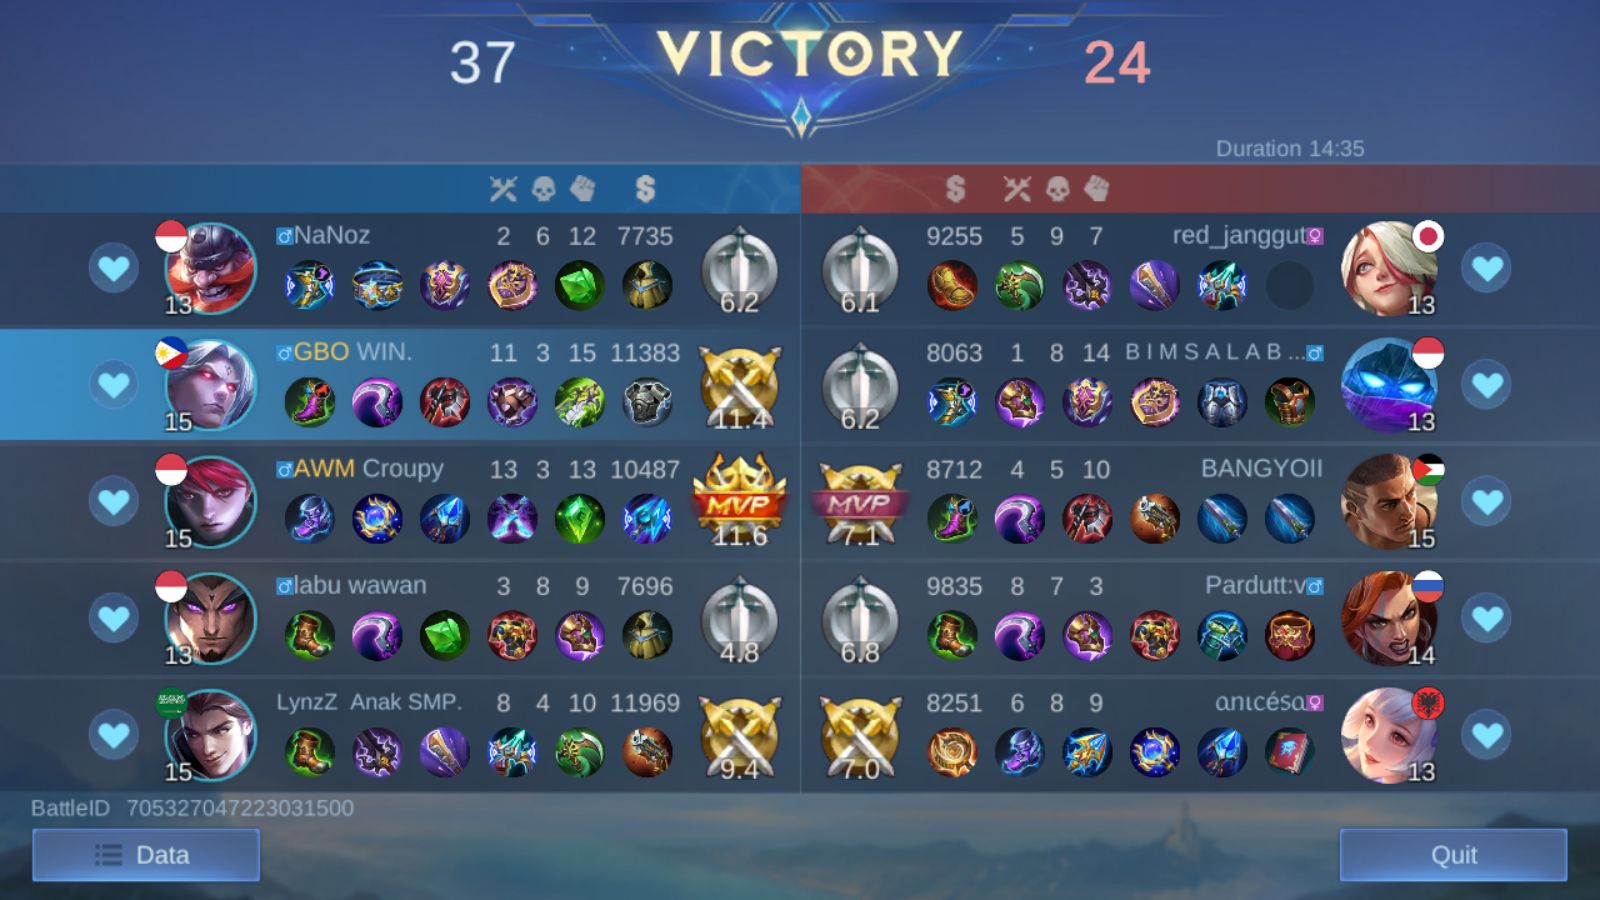 37 VICTORY 24
Duration 14:35
NaNoz 2 6 12 7735
13 6.2
6.1 9255 5 9 7 red_janggut
13
GBO WIN. 11 3 15 11383
15 11.4
6.2 8063 1 8 14 B I M S A L A B ...
13
AWM Croupy 13 3 13 10487
15 MVP 11.6
MVP 7.1 8712 4 5 10 BANGYOII
15
labu wawan 3 8 9 7696
13 4.8
6.8 9835 8 7 3 Pardutt:v
14
LynzZ Anak SMP. 8 4 10 11969
15 9.4
7.0 8251 6 8 9 αnιcésα
13
BattleID 705327047223031500
Data
Quit